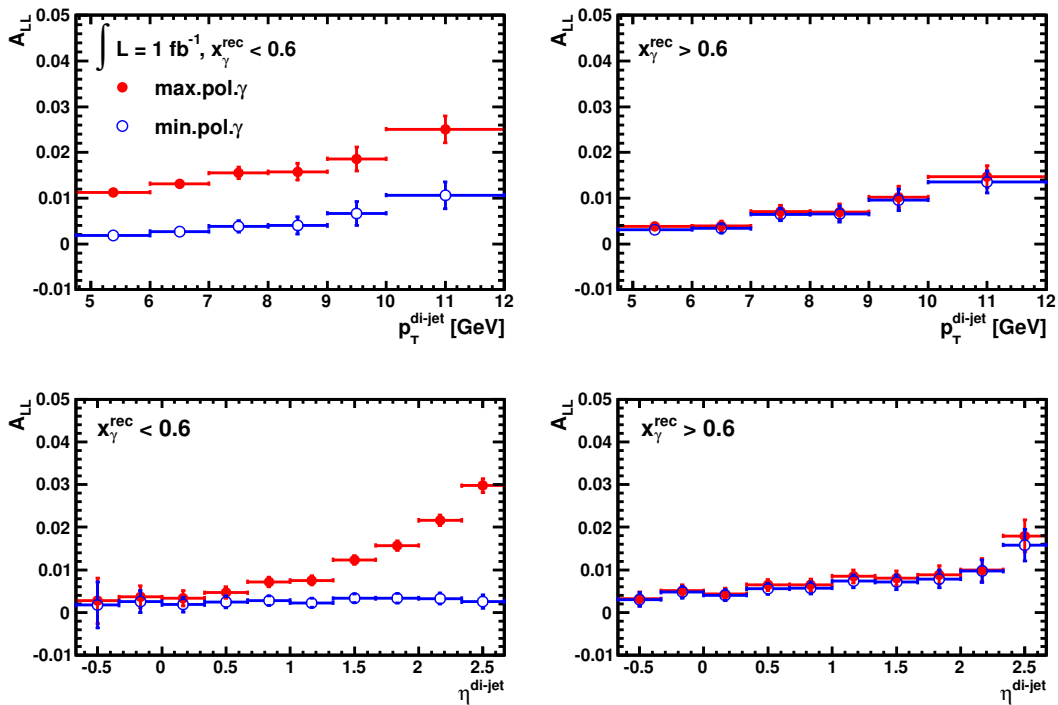 A_LL
0.05
0.04
0.03
0.02
0.01
0
-0.01
∫ L = 1 fb⁻¹, x_γ^rec < 0.6
max.pol.γ
min.pol.γ
5 6 7 8 9 10 11 12
p_T^di-jet [GeV]
A_LL
0.05
0.04
0.03
0.02
0.01
0
-0.01
x_γ^rec > 0.6
5 6 7 8 9 10 11 12
p_T^di-jet [GeV]
A_LL
0.05
0.04
0.03
0.02
0.01
0
-0.01
x_γ^rec < 0.6
-0.5 0 0.5 1 1.5 2 2.5
η^di-jet
A_LL
0.05
0.04
0.03
0.02
0.01
0
-0.01
x_γ^rec > 0.6
-0.5 0 0.5 1 1.5 2 2.5
η^di-jet